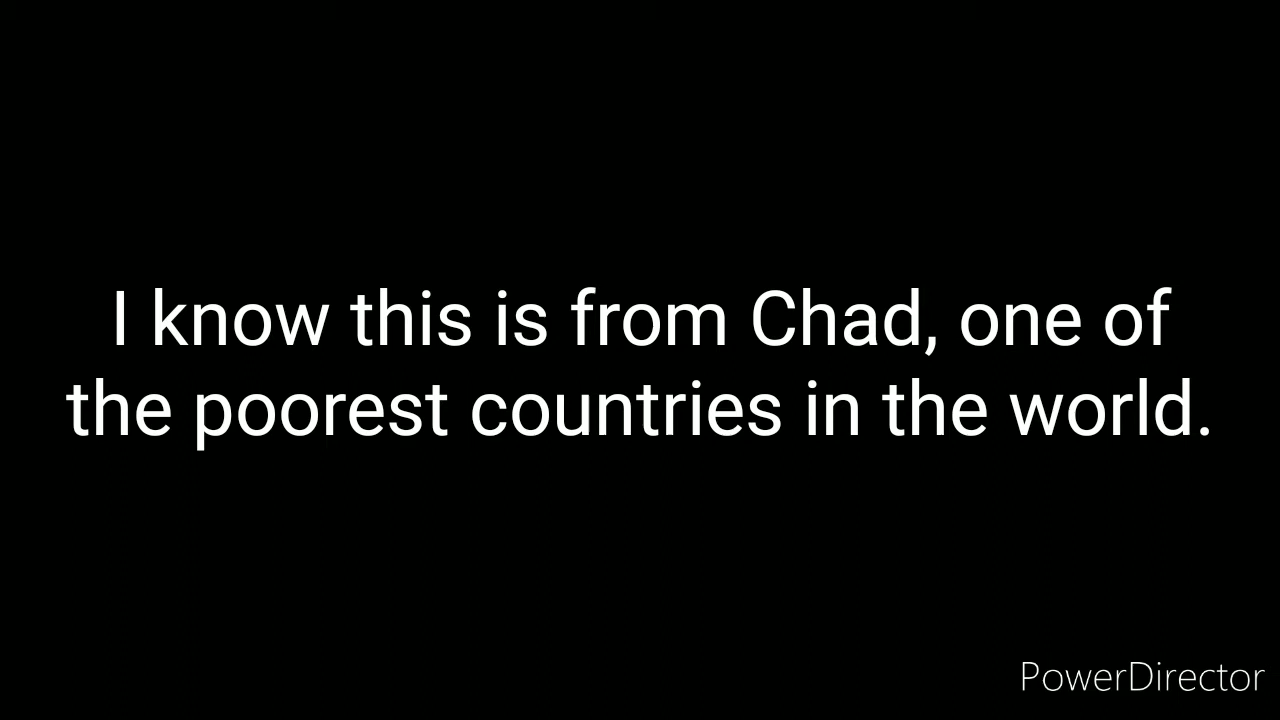 I know this is from Chad, one of
the poorest countries in the world.
PowerDirector